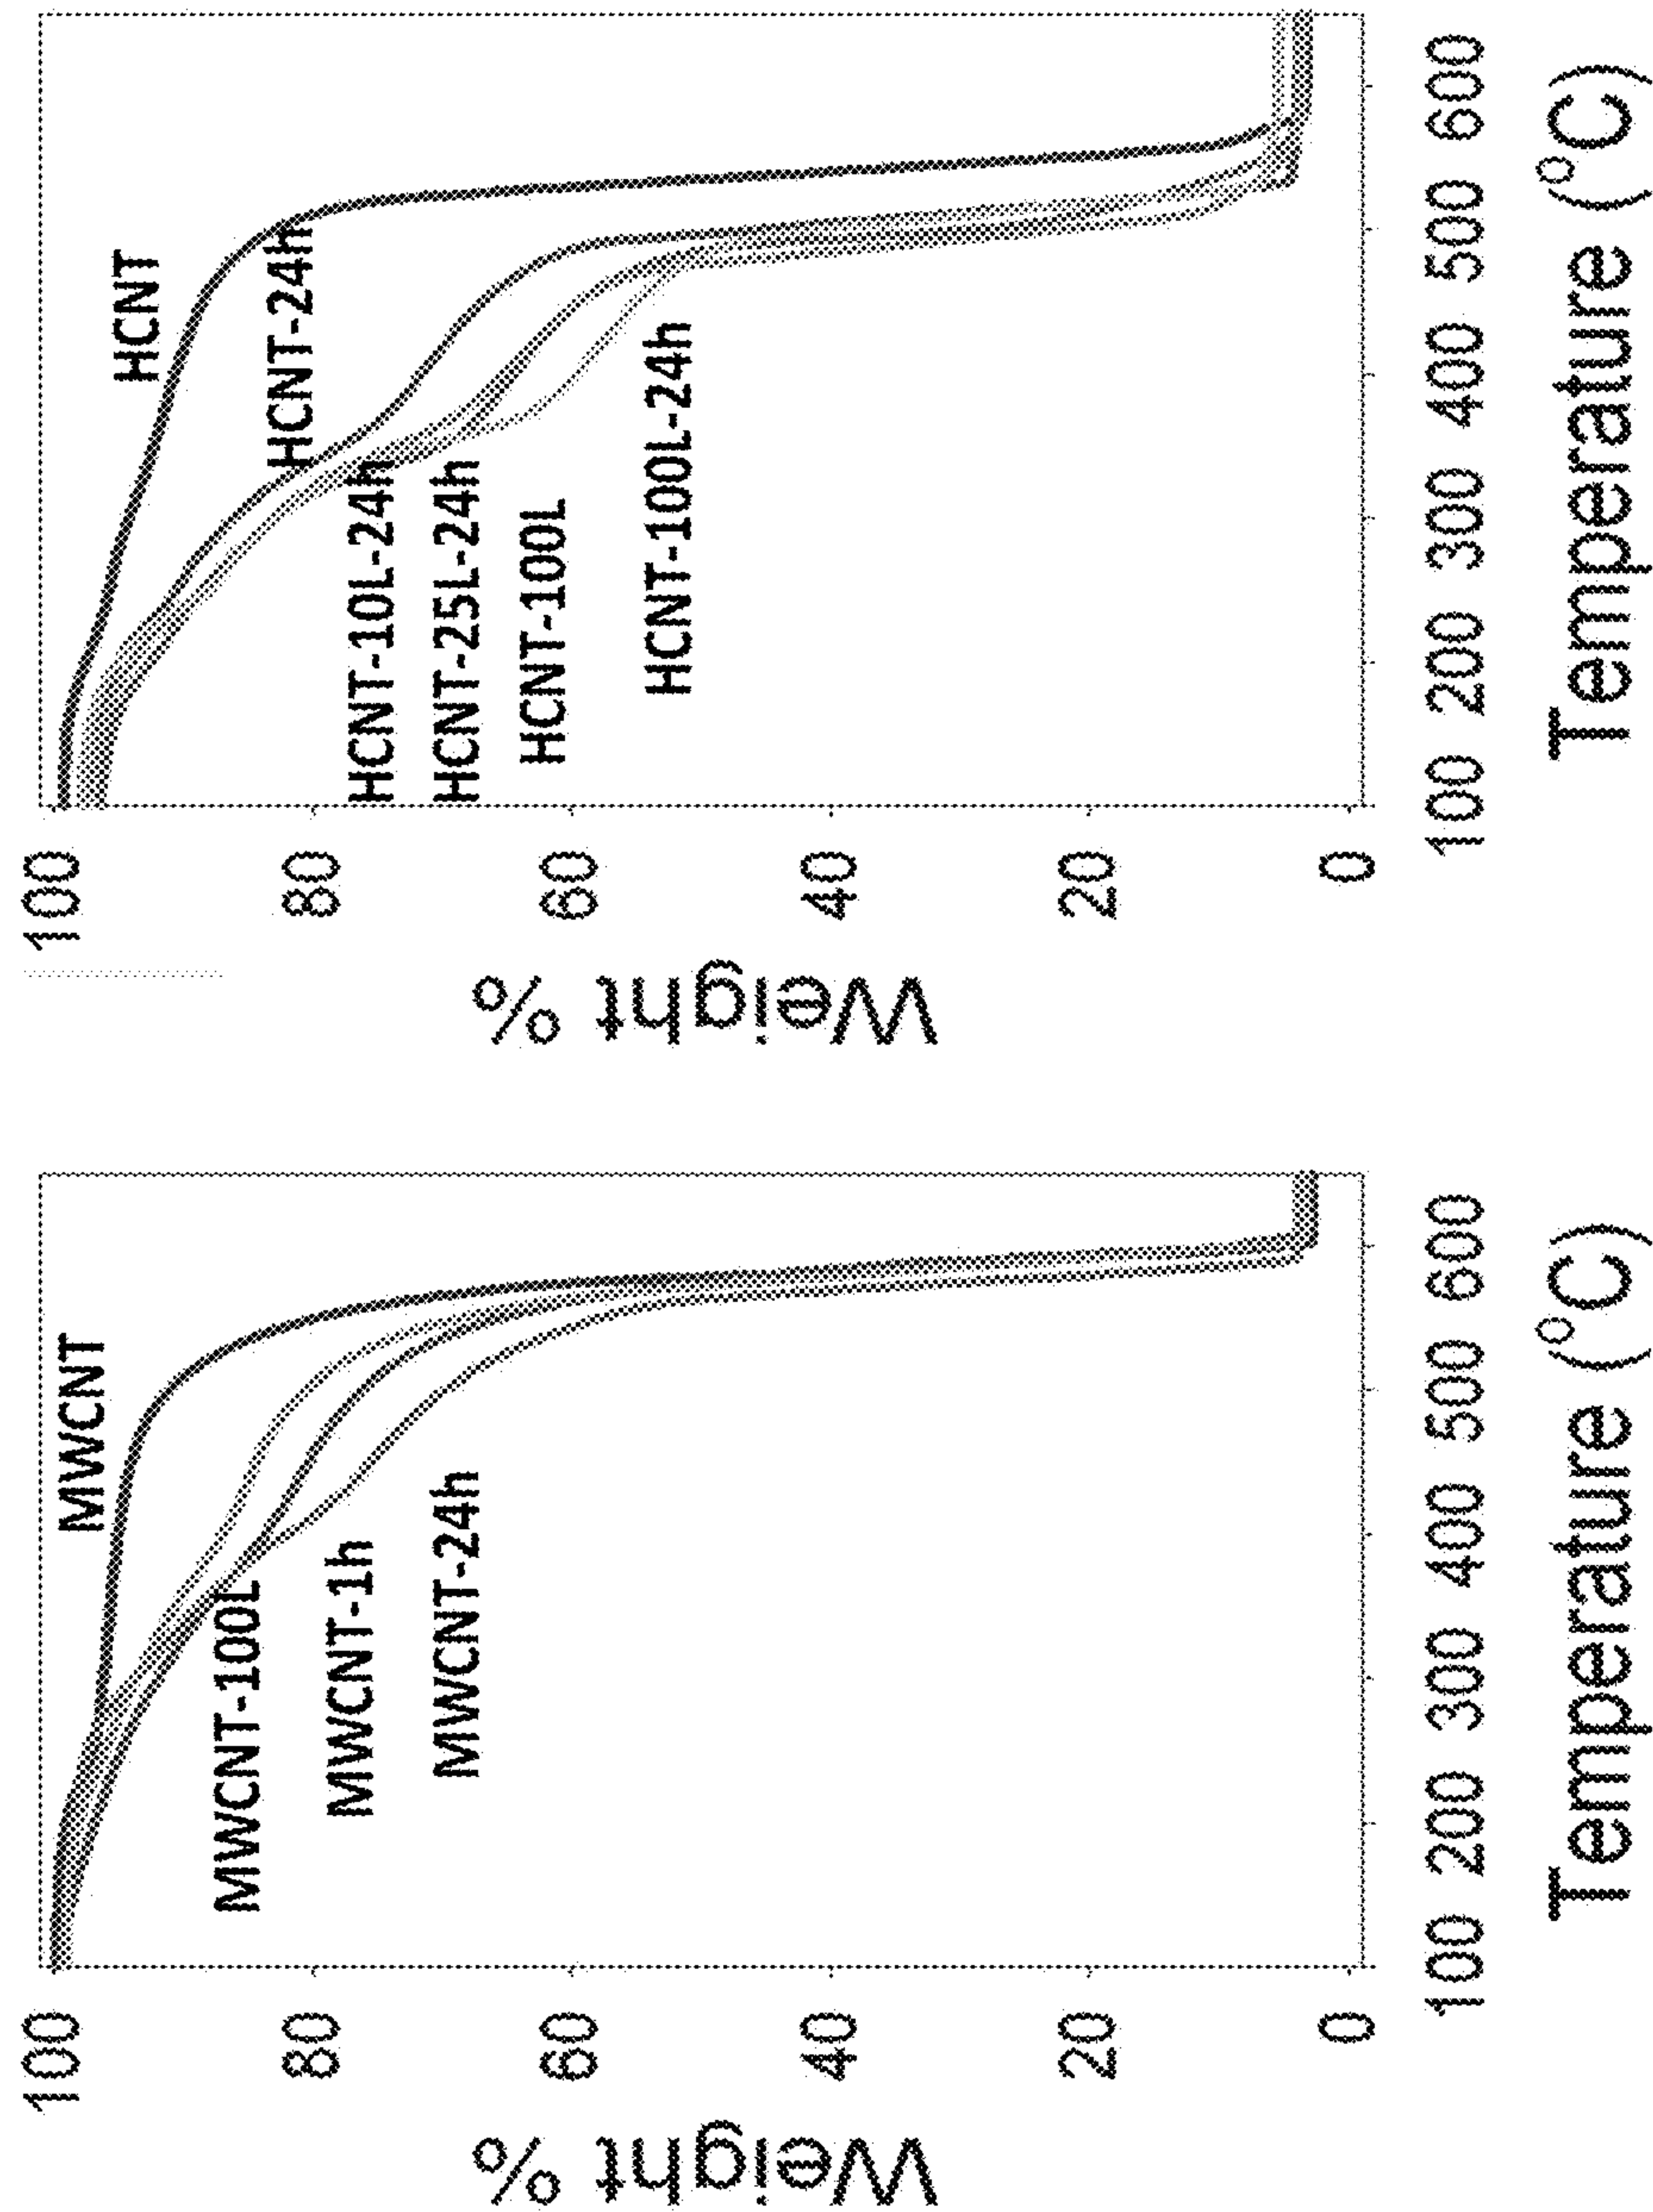 100
80
60
40
20
0
Weight %
MWCNT
MWCNT-100L
MWCNT-1h
MWCNT-24h
100 200 300 400 500 600
Temperature (°C)
100
80
60
40
20
0
Weight %
HCNT
HCNT-24h
HCNT-10L-24h
HCNT-25L-24h
HCNT-100L
HCNT-100L-24h
100 200 300 400 500 600
Temperature (°C)